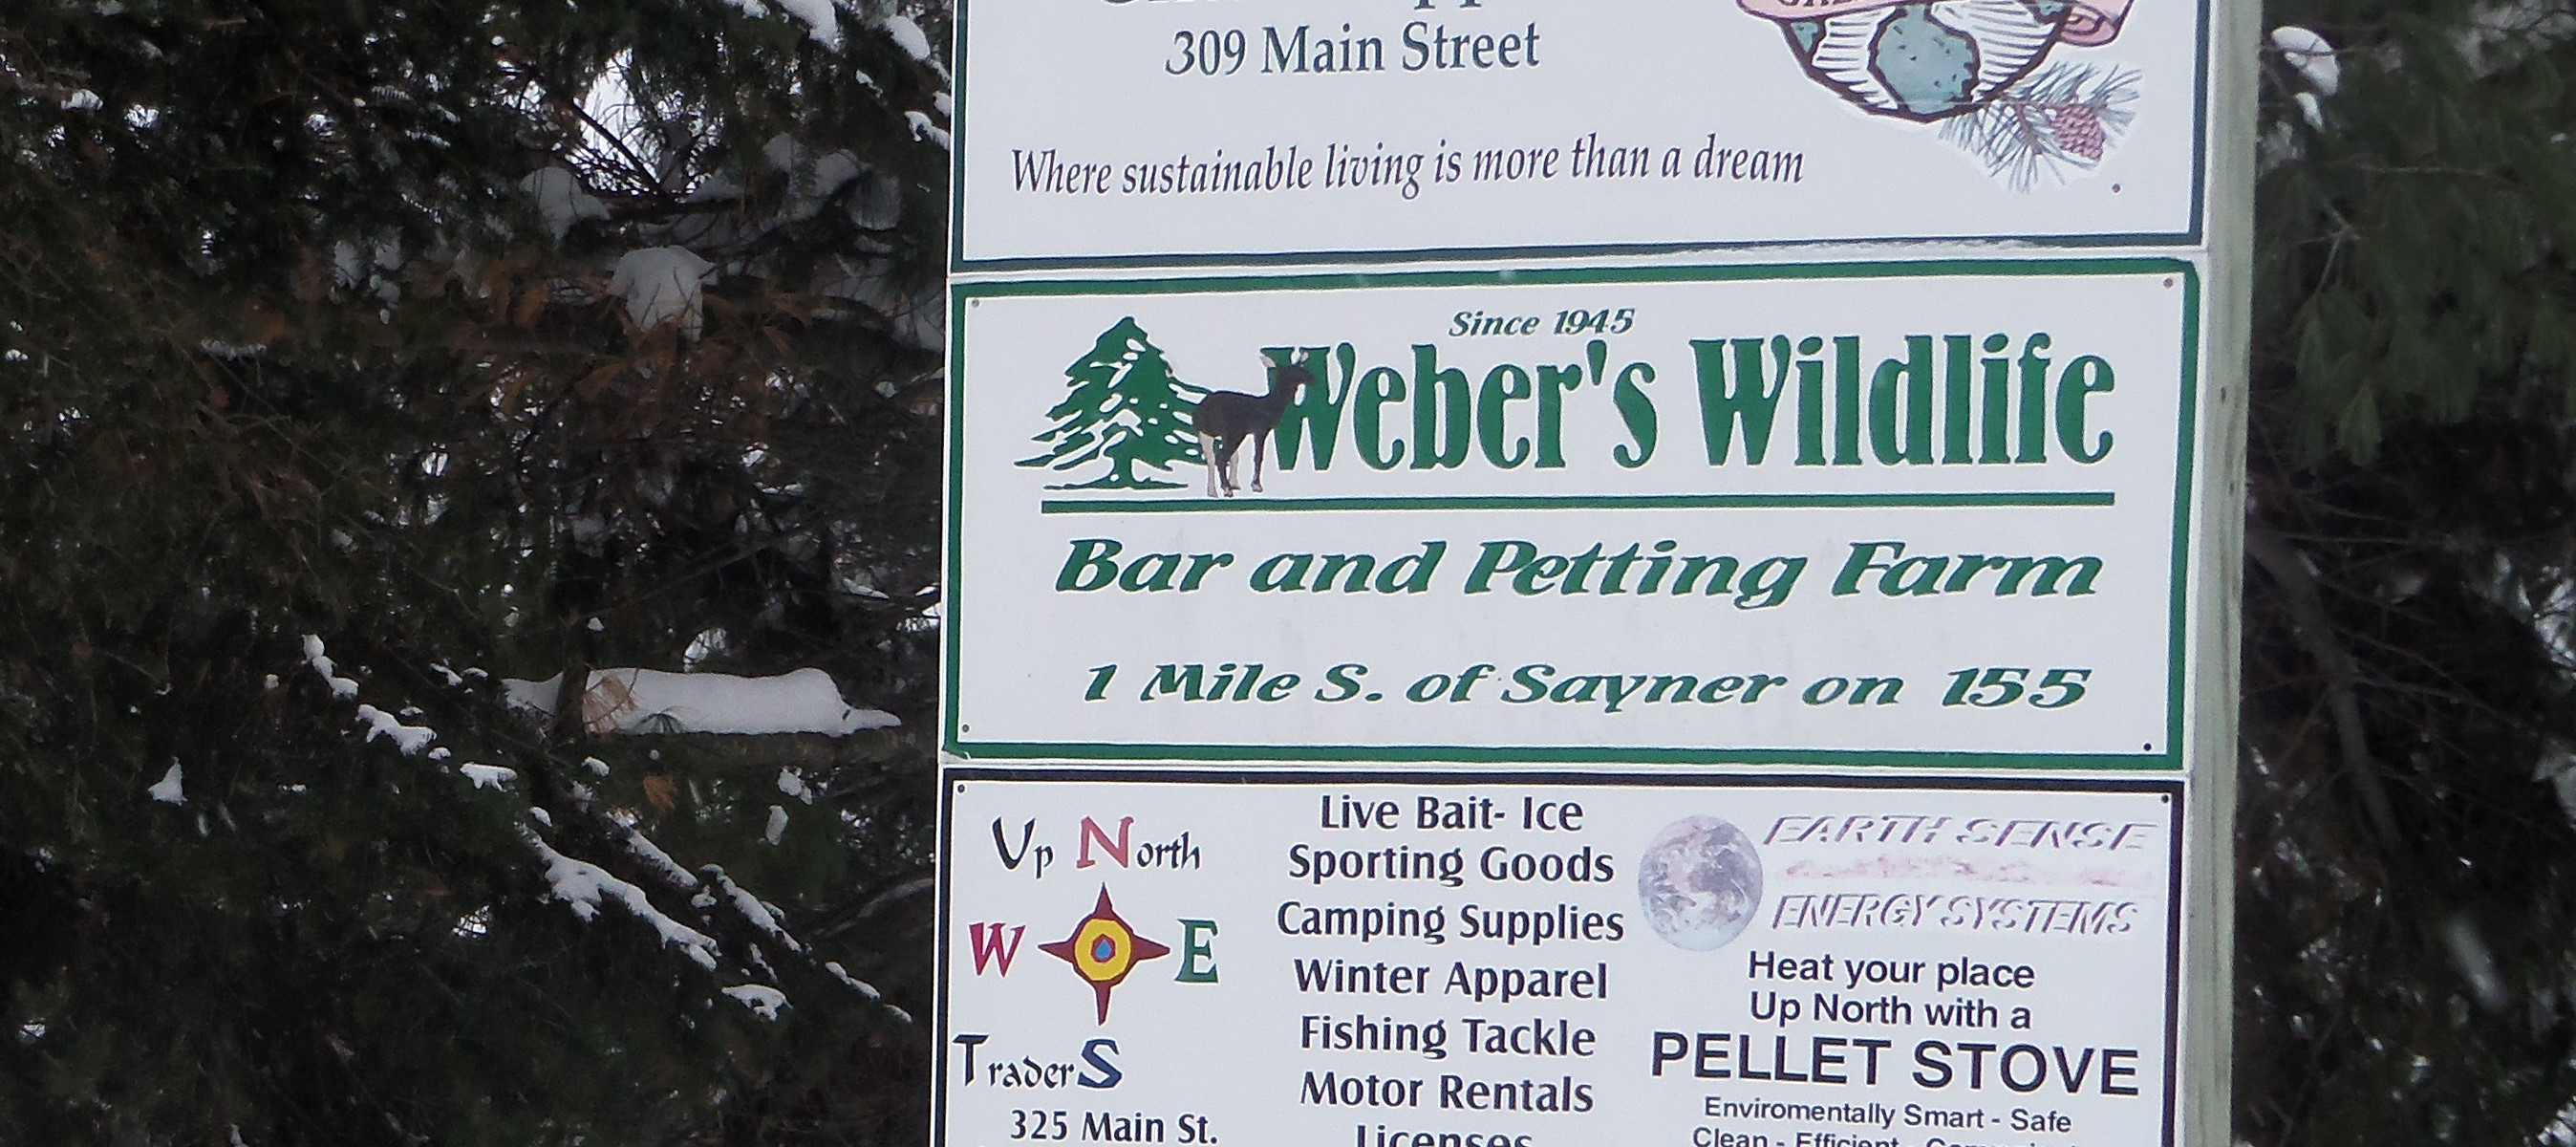 309 Main Street
Where sustainable living is more than a dream
Since 1945
Weber's Wildlife
Bar and Petting Farm
1 Mile S. of Sayner on 155
Up North
W E
TraderS
325 Main St.
Live Bait- Ice
Sporting Goods
Camping Supplies
Winter Apparel
Fishing Tackle
Motor Rentals
Licenses
EARTH SENSE
ENERGY SYSTEMS
Heat your place
Up North with a
PELLET STOVE
Enviromentally Smart - Safe
Clean - Efficient -